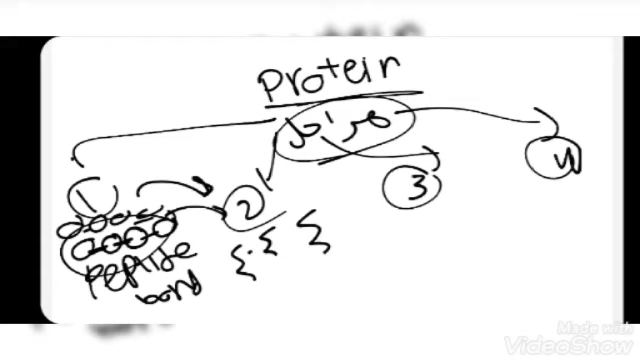 Protein
مراحل
1
2
3
4
peptide
bond
Made with
VideoShow